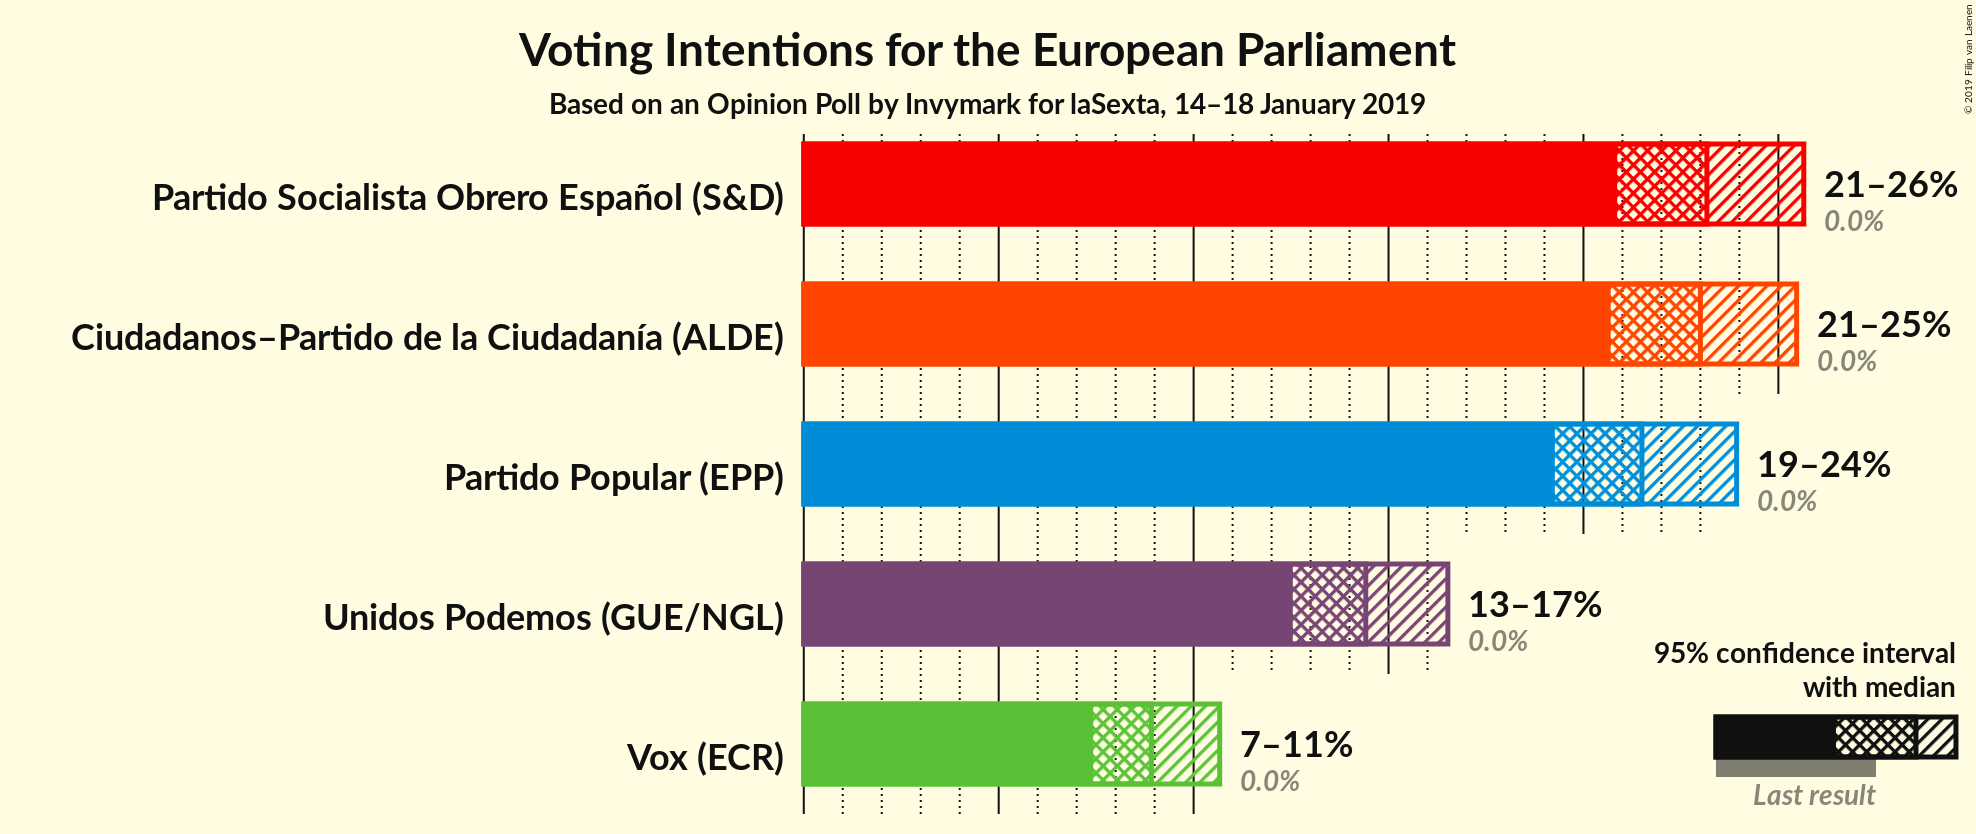 Voting Intentions for the European Parliament
Based on an Opinion Poll by Invymark for laSexta, 14–18 January 2019
© 2019 Filip van Laenen
Partido Socialista Obrero Español (S&D)
21–26%
0.0%
Ciudadanos–Partido de la Ciudadanía (ALDE)
21–25%
0.0%
Partido Popular (EPP)
19–24%
0.0%
Unidos Podemos (GUE/NGL)
13–17%
0.0%
Vox (ECR)
7–11%
0.0%
95% confidence interval
with median
Last result